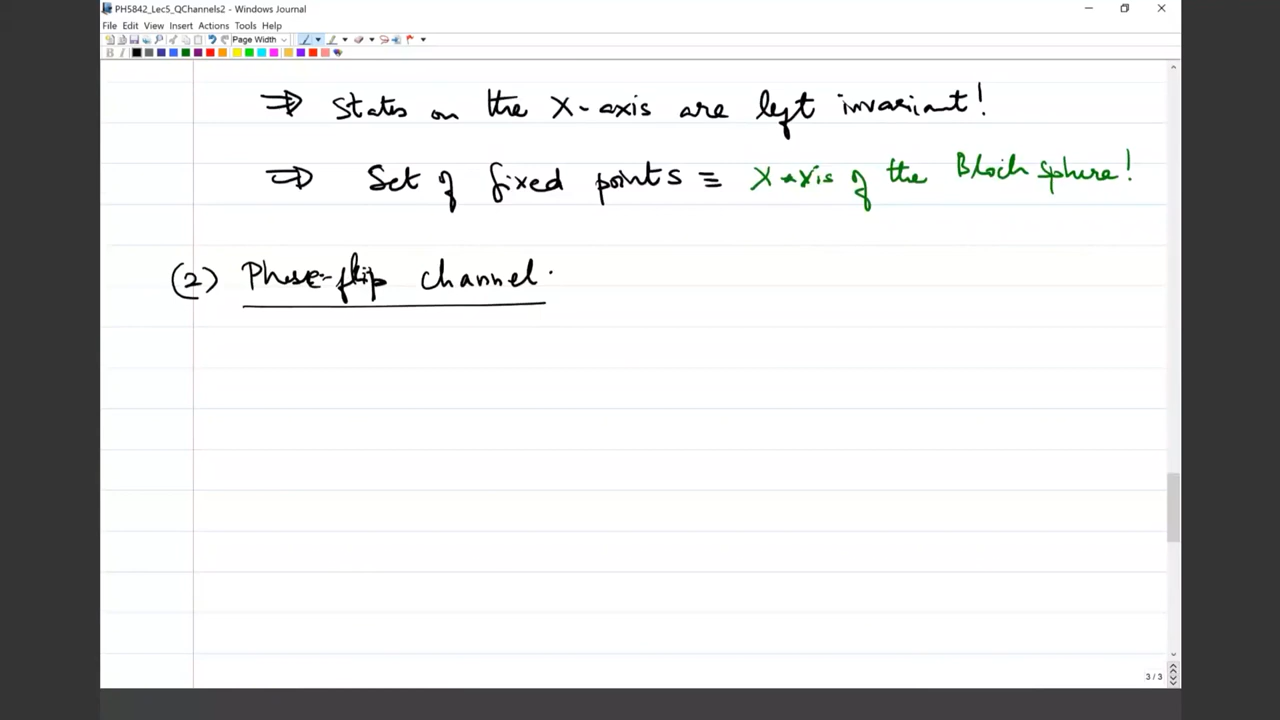 PH5842_Lec5_QChannels2 - Windows Journal
File Edit View Insert Actions Tools Help
Page Width
B I
⇒ States on the X-axis are left invariant!
⇒ Set of fixed points ≡ X-axis of the Bloch sphere!
(2) Phase-flip channel.
3 / 3